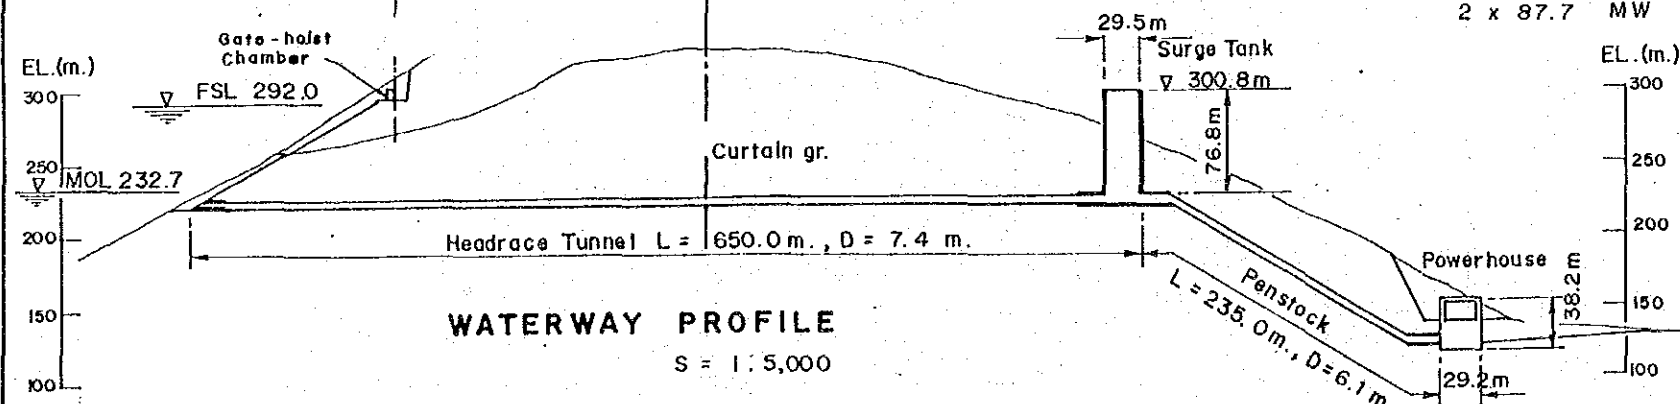 2 x 87.7 MW
29.5m
Gate-hoist
Chamber
Surge Tank
EL.(m.)
EL.(m.)
300
FSL 292.0
300.8m
300
76.8m
Curtain gr.
250
MOL 232.7
250
200
Headrace Tunnel L = 650.0m., D = 7.4 m.
200
Powerhouse
38.2m
Penstock
L = 235.0m., D=6.1m
150
WATERWAY PROFILE
150
S = 1:5,000
100
29.2m
100